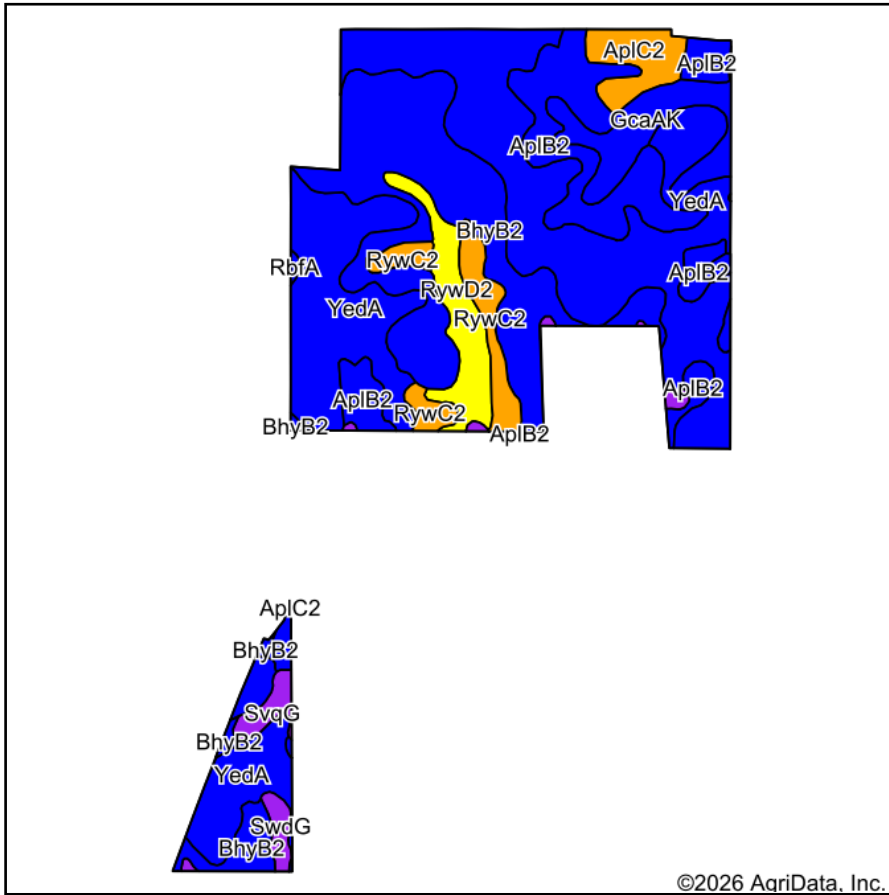 AplC2
AplB2
GcaAK
AplB2
YedA
BhyB2
RywC2
RbfA
AplB2
RywD2
YedA
RywC2
AplB2
AplB2
RywC2
BhyB2
AplB2
AplC2
BhyB2
SvqG
BhyB2
YedA
SwdG
BhyB2
©2026 AgriData, Inc.